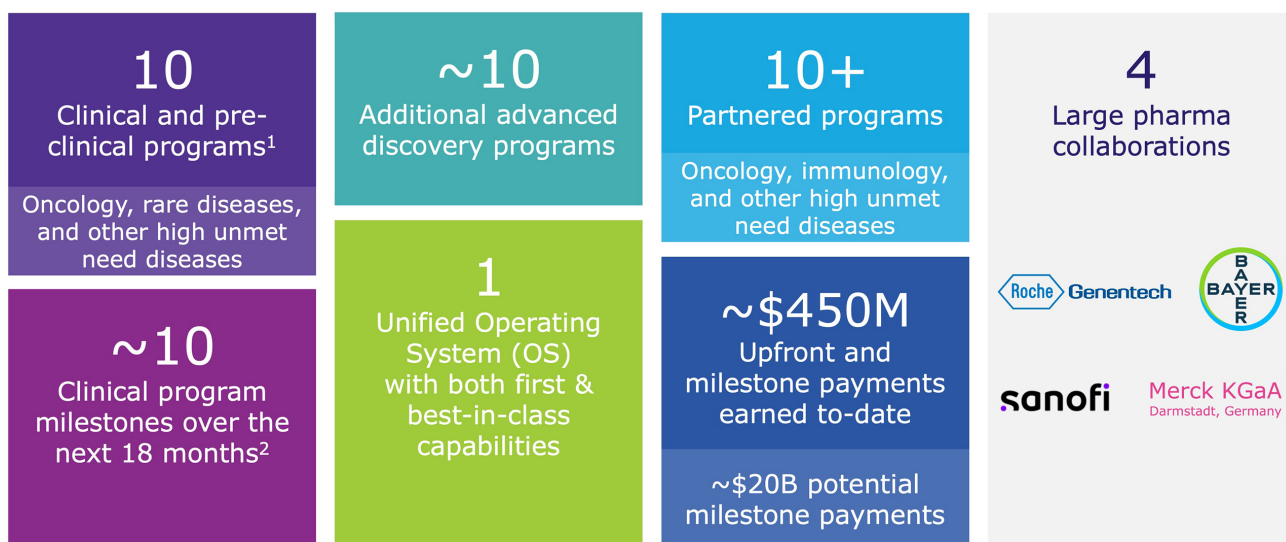 10
Clinical and pre-
clinical programs¹
Oncology, rare diseases,
and other high unmet
need diseases
~10
Clinical program
milestones over the
next 18 months²
~10
Additional advanced
discovery programs
1
Unified Operating
System (OS)
with both first &
best-in-class
capabilities
10+
Partnered programs
Oncology, immunology,
and other high unmet
need diseases
~$450M
Upfront and
milestone payments
earned to-date
~$20B potential
milestone payments
4
Large pharma
collaborations
Roche Genentech
BAYER
BAYER
sanofi
Merck KGaA
Darmstadt, Germany